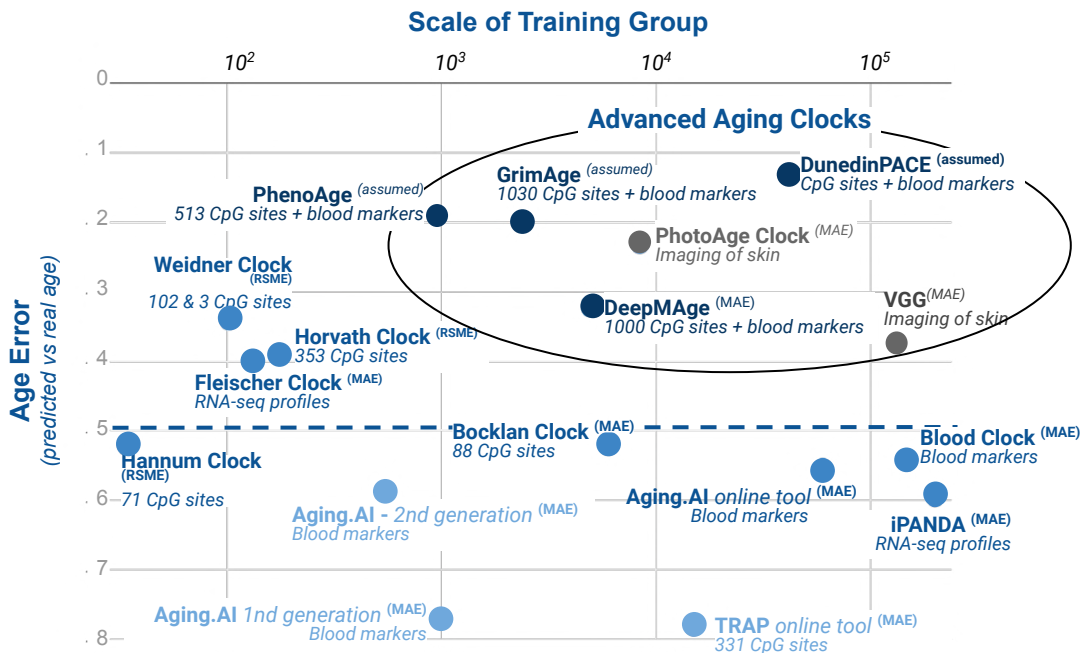 Scale of Training Group
10²
10³
10⁴
10⁵
0
Advanced Aging Clocks
. 1
DunedinPACE (assumed)
CpG sites + blood markers
GrimAge (assumed)
1030 CpG sites + blood markers
PhenoAge (assumed)
513 CpG sites + blood markers
. 2
PhotoAge Clock (MAE)
Imaging of skin
Weidner Clock
(RSME)
102 & 3 CpG sites
. 3
VGG(MAE)
Imaging of skin
DeepMAge (MAE)
1000 CpG sites + blood markers
Horvath Clock (RSME)
353 CpG sites
. 4
Fleischer Clock (MAE)
RNA-seq profiles
Age Error
(predicted vs real age)
. 5
Bocklan Clock (MAE)
88 CpG sites
Blood Clock (MAE)
Blood markers
Hannum Clock
(RSME)
71 CpG sites
. 6
Aging.AI online tool (MAE)
Blood markers
Aging.AI - 2nd generation (MAE)
Blood markers
iPANDA (MAE)
RNA-seq profiles
. 7
Aging.AI 1nd generation (MAE)
Blood markers
TRAP online tool (MAE)
331 CpG sites
. 8